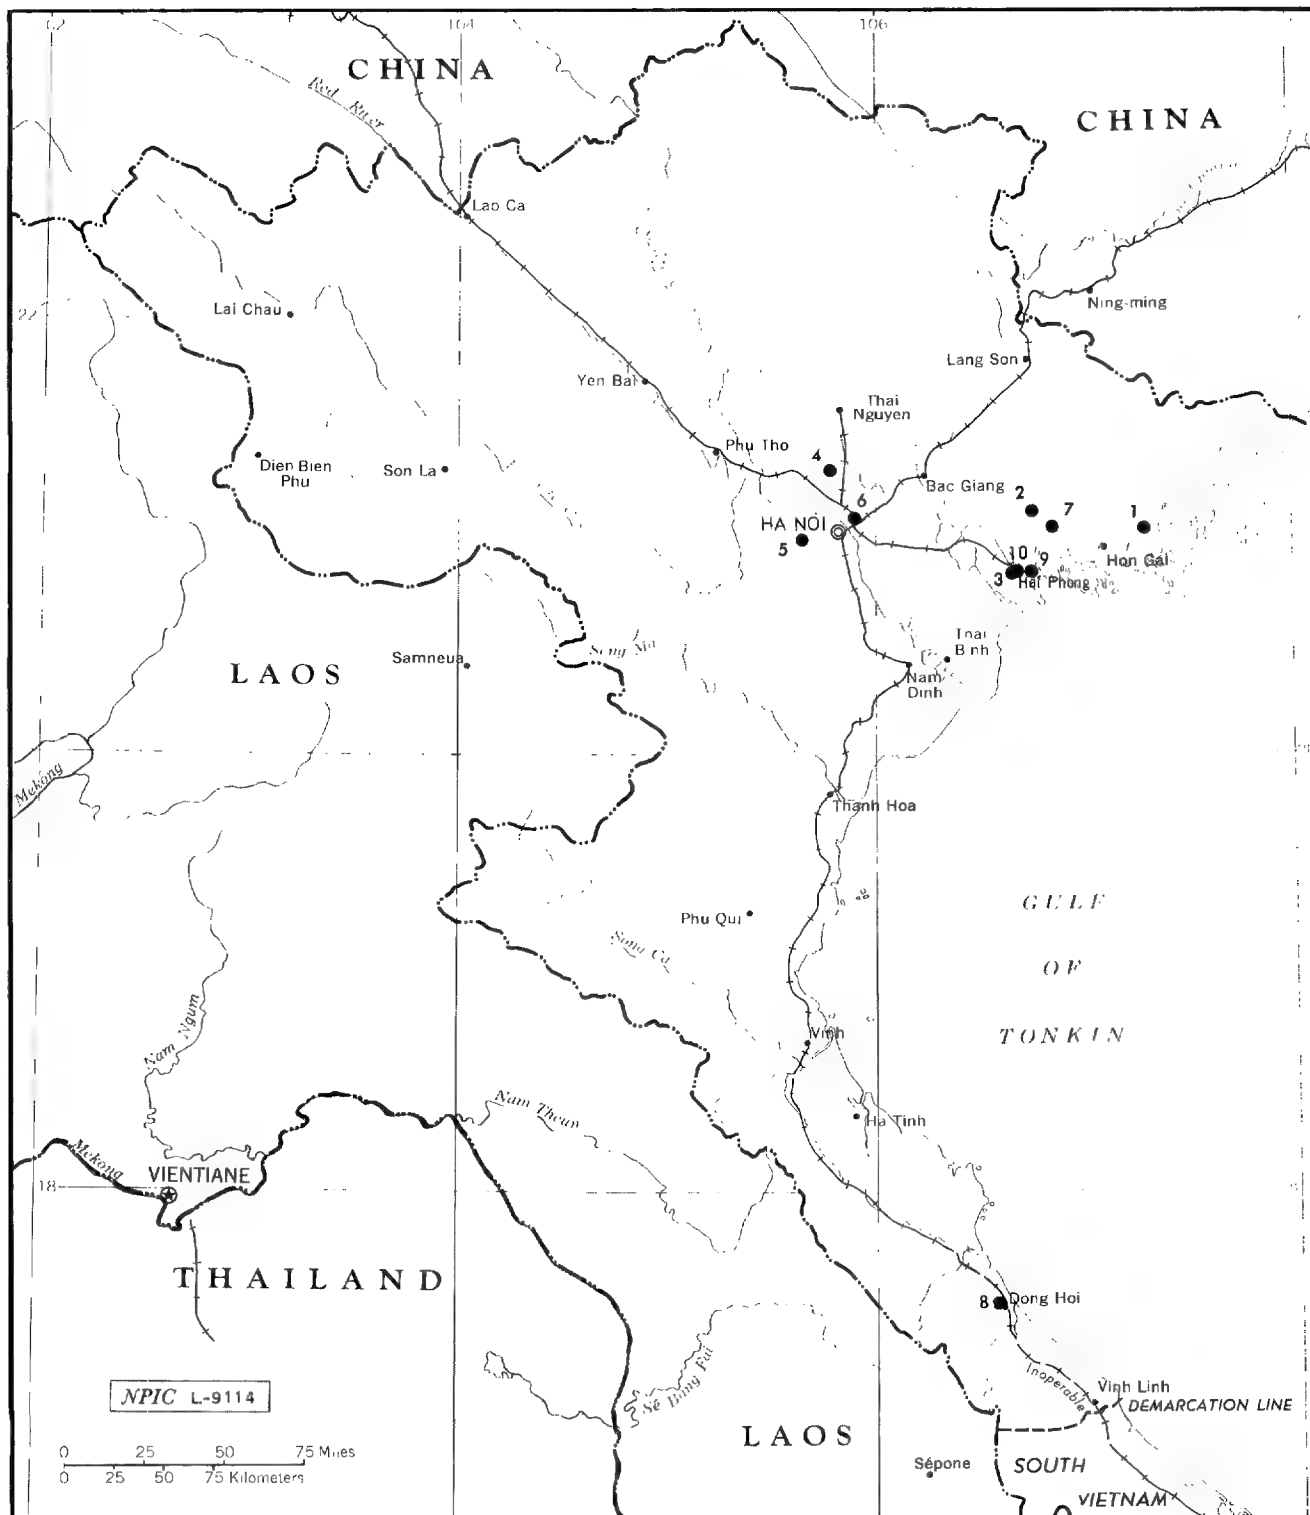 104
106
CHINA
Red River
CHINA
Lao Ca
Lai Chau
22
Ning-ming
Lang Son
Yen Bai
Thai
Nguyen
Phu Tho
4
Dien Bien
Phu
Son La
Bac Giang
6
2
7
1
HA NOI
5
10
9
Hon Gai
3
Hai Phong
Song Ma
Thai
Binh
Samneua
LAOS
Nam
Dinh
Mekong
Thanh Hoa
GULF
OF
TONKIN
Phu Qui
Song Ca
Nam Ngum
Vinh
Nam Theun
Ha Tinh
Mekong
VIENTIANE
18
THAILAND
8
Dong Hoi
Se Bang Fai
Inoperable
Vinh Linh
DEMARCATION LINE
NPIC L-9114
LAOS
0 25 50 75 Miles
0 25 50 75 Kilometers
Sépone
SOUTH
VIETNAM